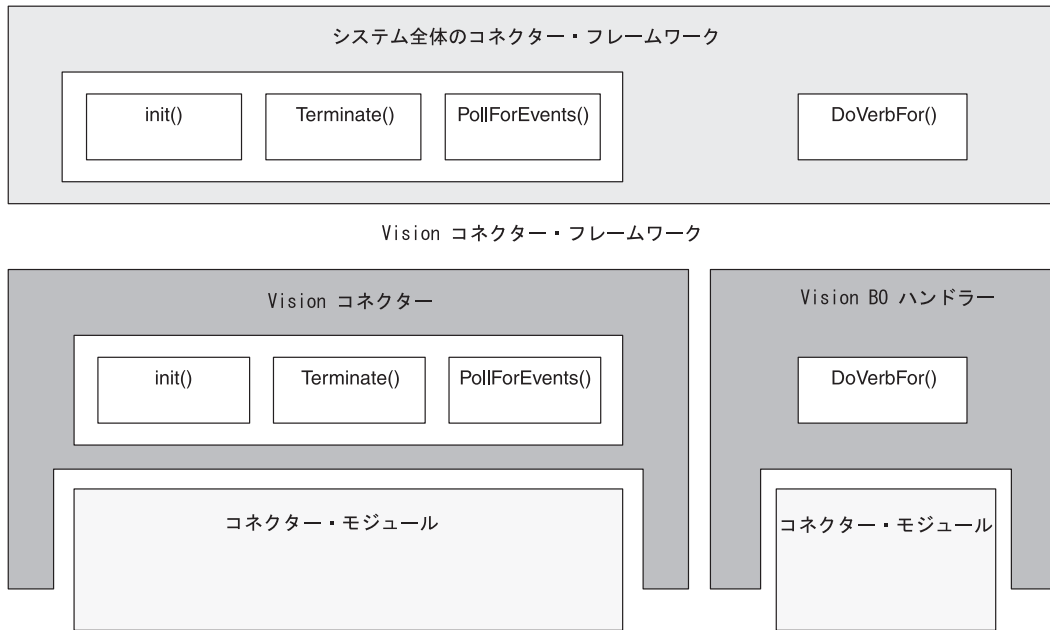 システム全体のコネクター・フレームワーク
init()
Terminate()
PollForEvents()
DoVerbFor()
Vision コネクター・フレームワーク
Vision コネクター
Vision BO ハンドラー
init()
Terminate()
PollForEvents()
DoVerbFor()
コネクター・モジュール
コネクター・モジュール